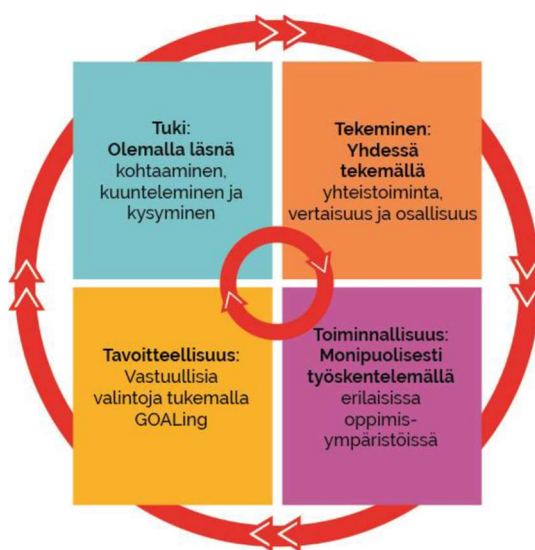 Tuki:
Olemalla läsnä
kohtaaminen,
kuunteleminen ja
kysyminen
Tekeminen:
Yhdessä
tekemällä
yhteistoiminta,
vertaisuus ja osallisuus
Tavoitteellisuus:
Vastuullisia
valintoja tukemalla
GOALing
Toiminnallisuus:
Monipuolisesti
työskentelemällä
erilaisissa
oppimis-
ympäristöissä